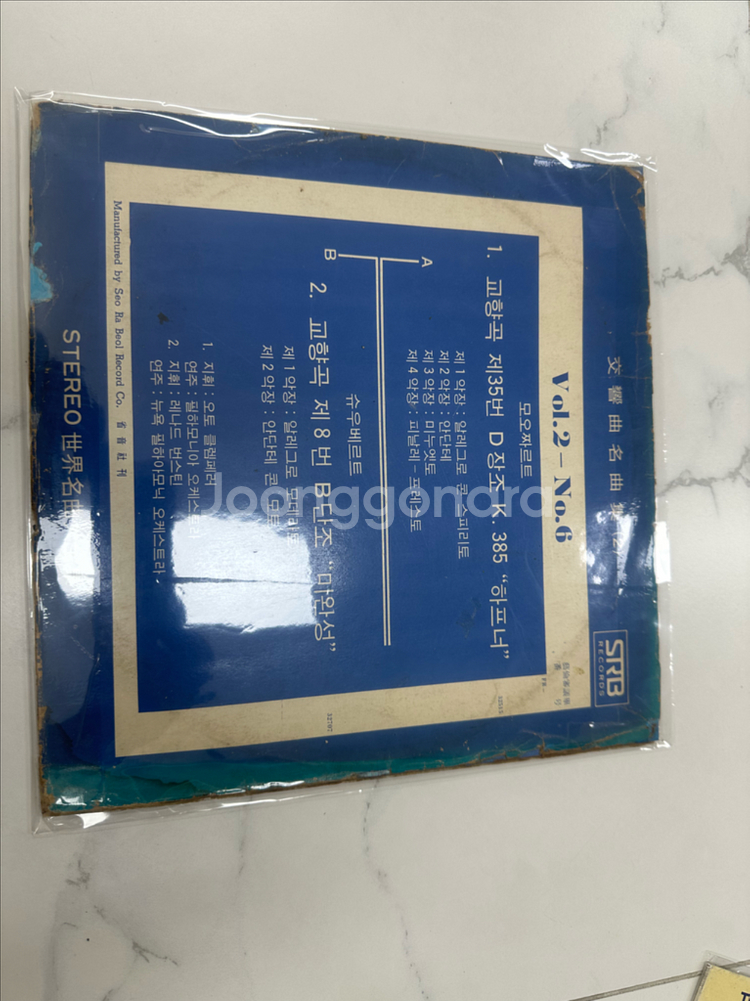 交響曲名曲
SRB
RECORDS
Vol.2 – No.6
모오짜르트
1. 교향곡 제35번 D장조 K. 385 “하프너”
A
제1악장 : 알레그로 콘 스피리토
제2악장 : 안단테
제3악장 : 미누엣토
제4악장 : 피날레 – 프레스토
B
슈우베르트
2. 교향곡 제8번 B단조 “미완성”
제1악장 : 알레그로 모데라토
제2악장 : 안단테 콘 모토
1. 지휘 : 오토 클렘페러
연주 : 필하모니아 오케스트
2. 지휘 : 레나드 번스틴
연주 : 뉴욕 필하아모닉 오케스트라
Manufactured by Seo Ra Beol Record Co. 省音社刊
STEREO 世界名曲
Joonggonara